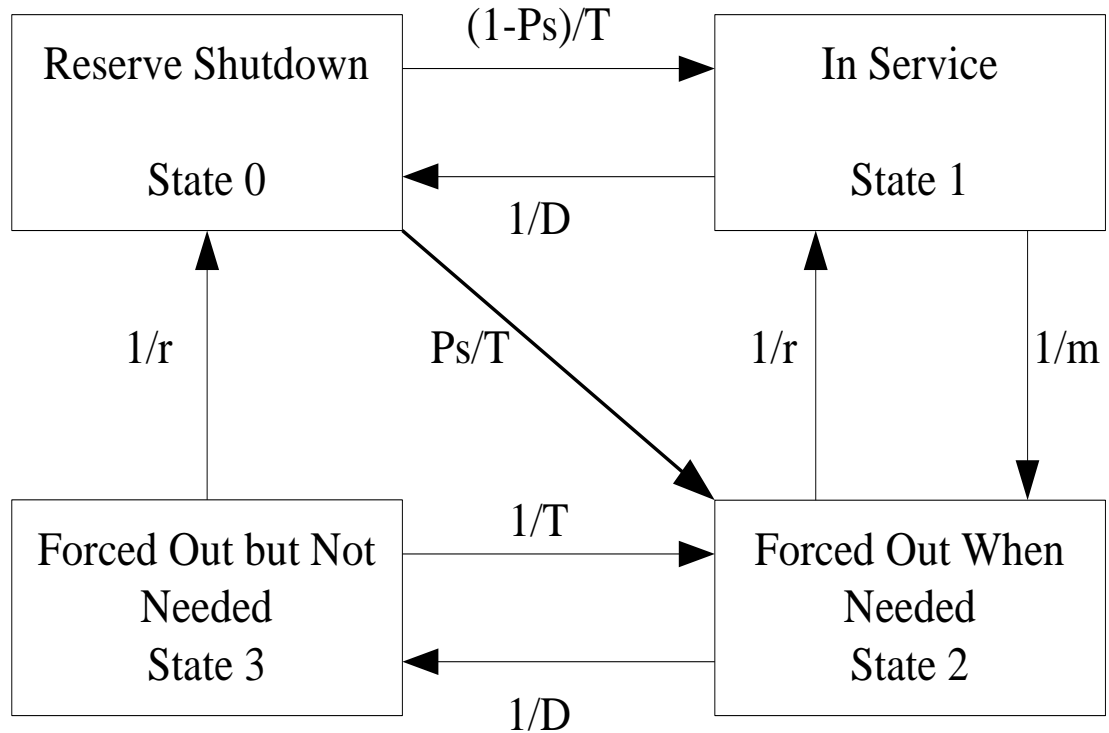 (1-Ps)/T
Reserve Shutdown
State 0
In Service
State 1
1/D
1/r
Ps/T
1/r
1/m
Forced Out but Not
Needed
State 3
1/T
Forced Out When
Needed
State 2
1/D